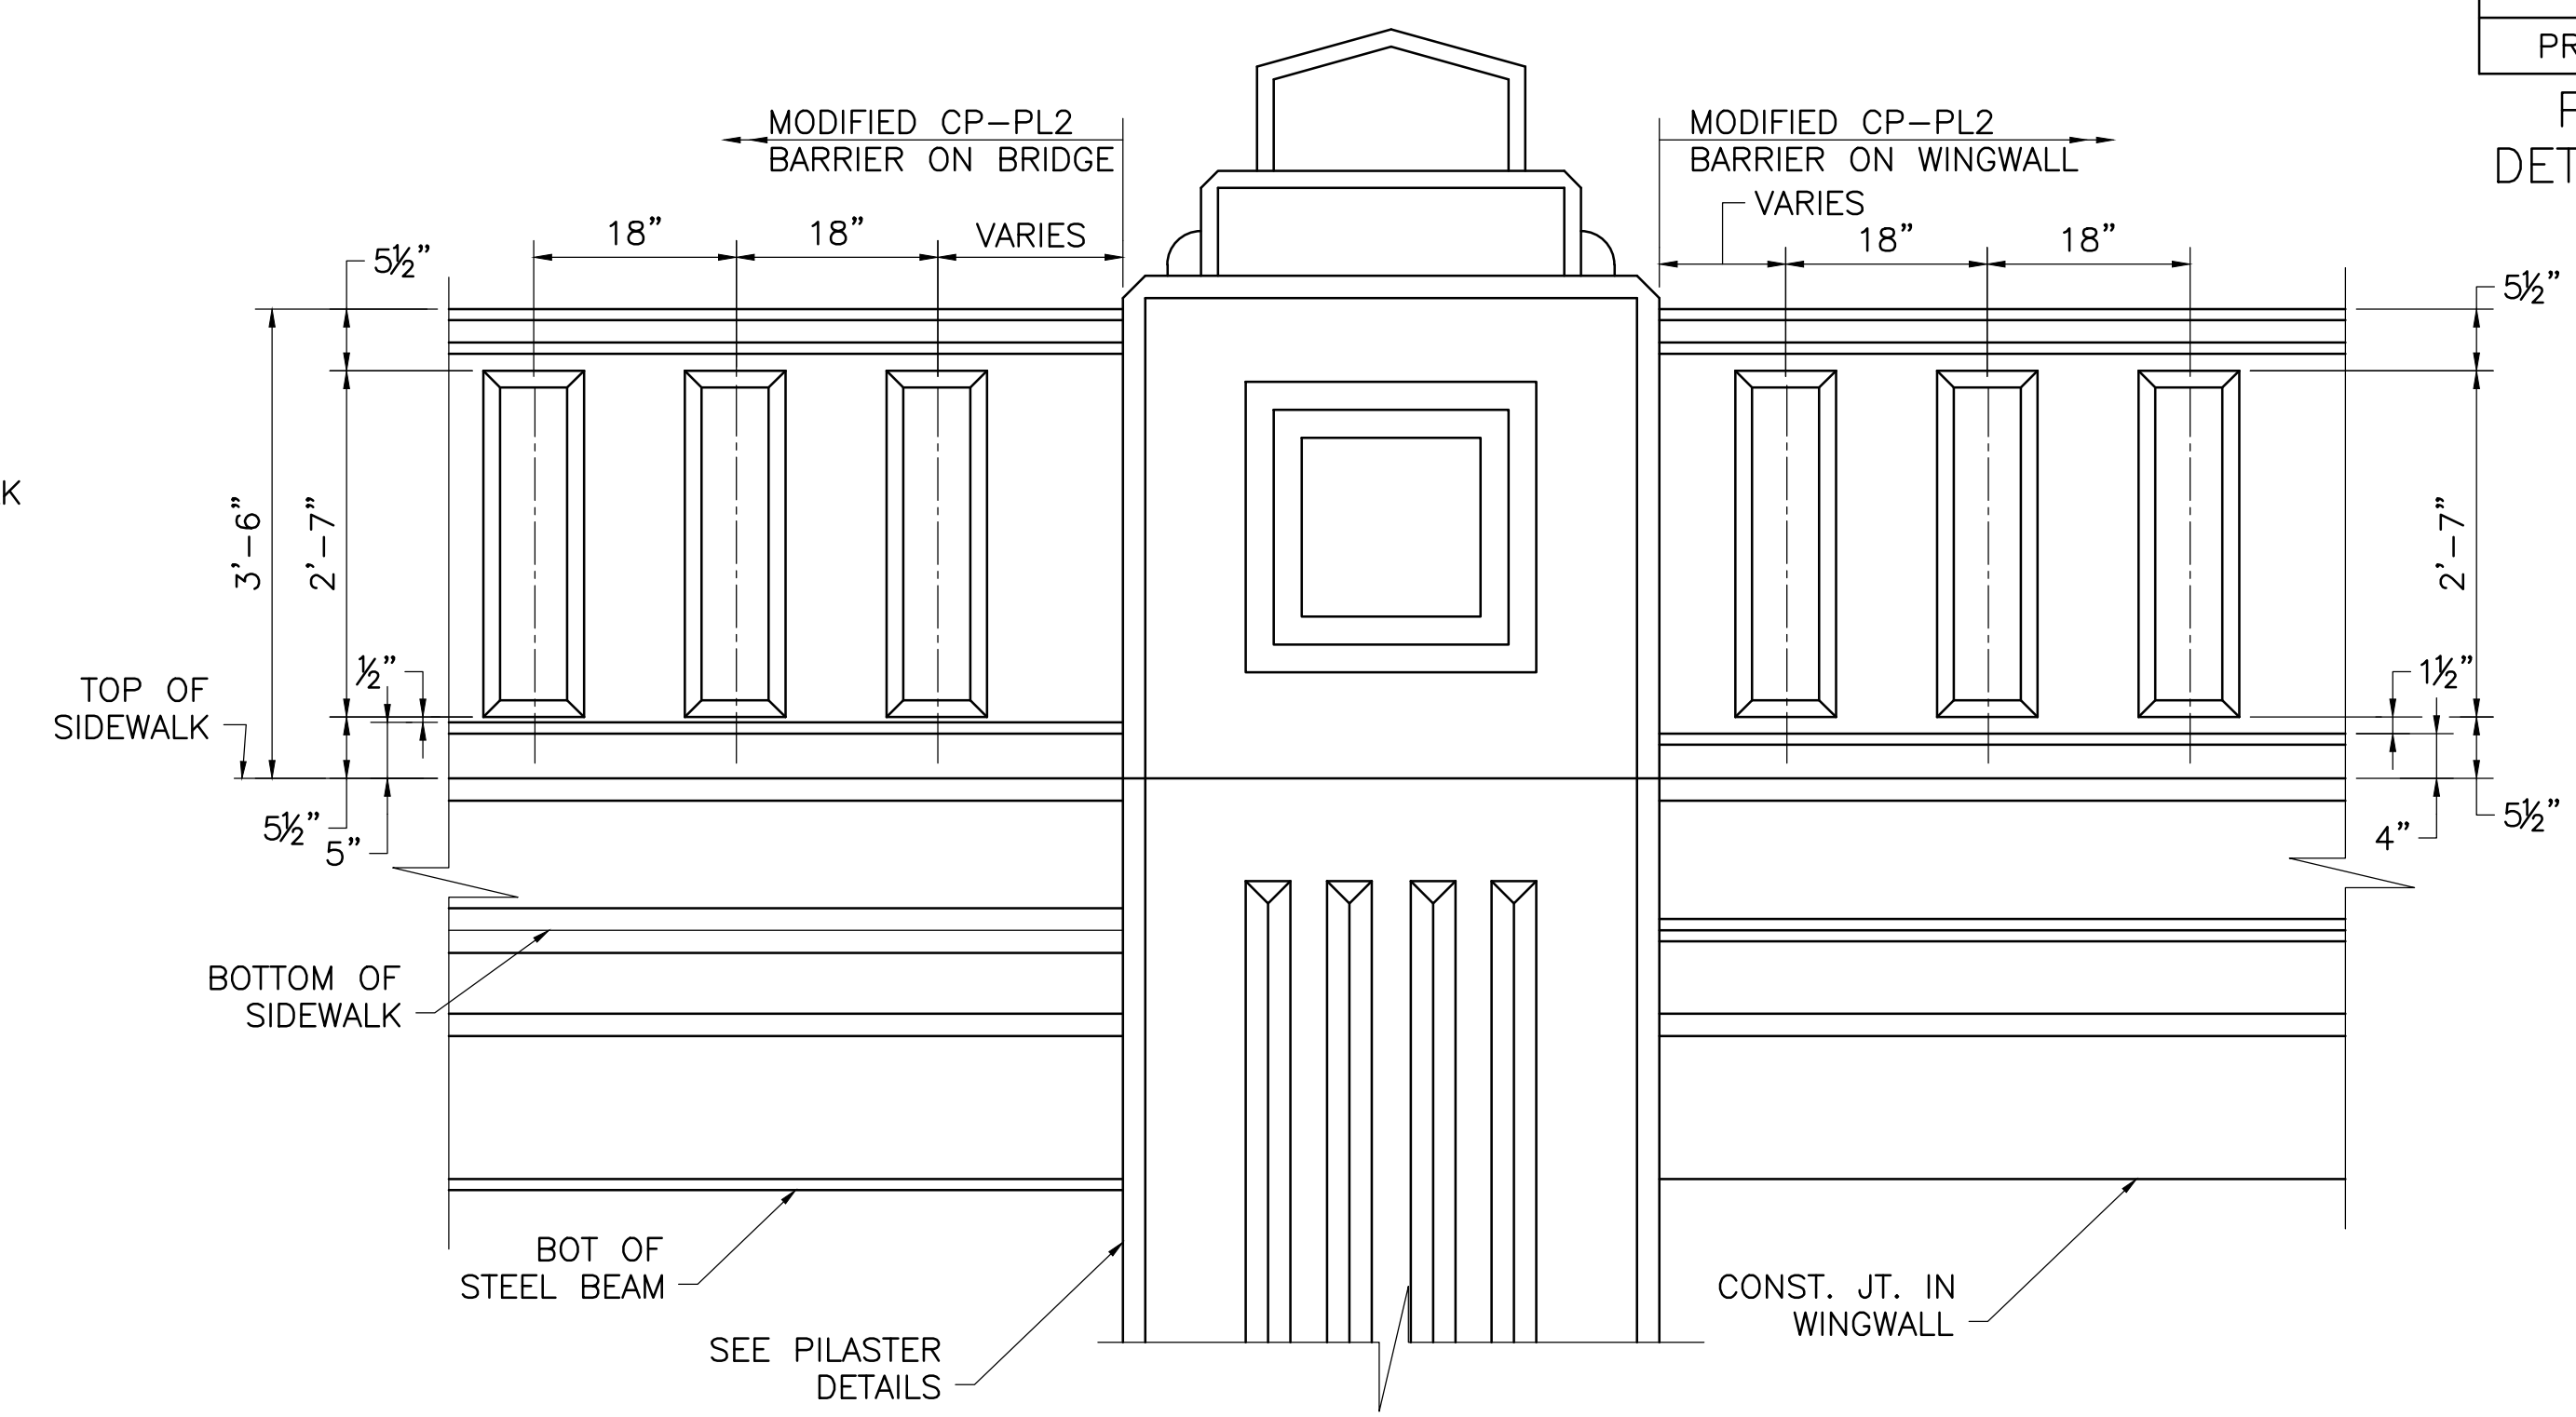 PR
F
DET
MODIFIED CP-PL2
BARRIER ON BRIDGE
MODIFIED CP-PL2
BARRIER ON WINGWALL
VARIES
18"
18"
VARIES
18"
18"
5½"
5½"
K
3'-6"
2'-7"
2'-7"
½"
1½"
TOP OF
SIDEWALK
5½"
5"
4"
5½"
BOTTOM OF
SIDEWALK
BOT OF
STEEL BEAM
SEE PILASTER
DETAILS
CONST. JT. IN
WINGWALL